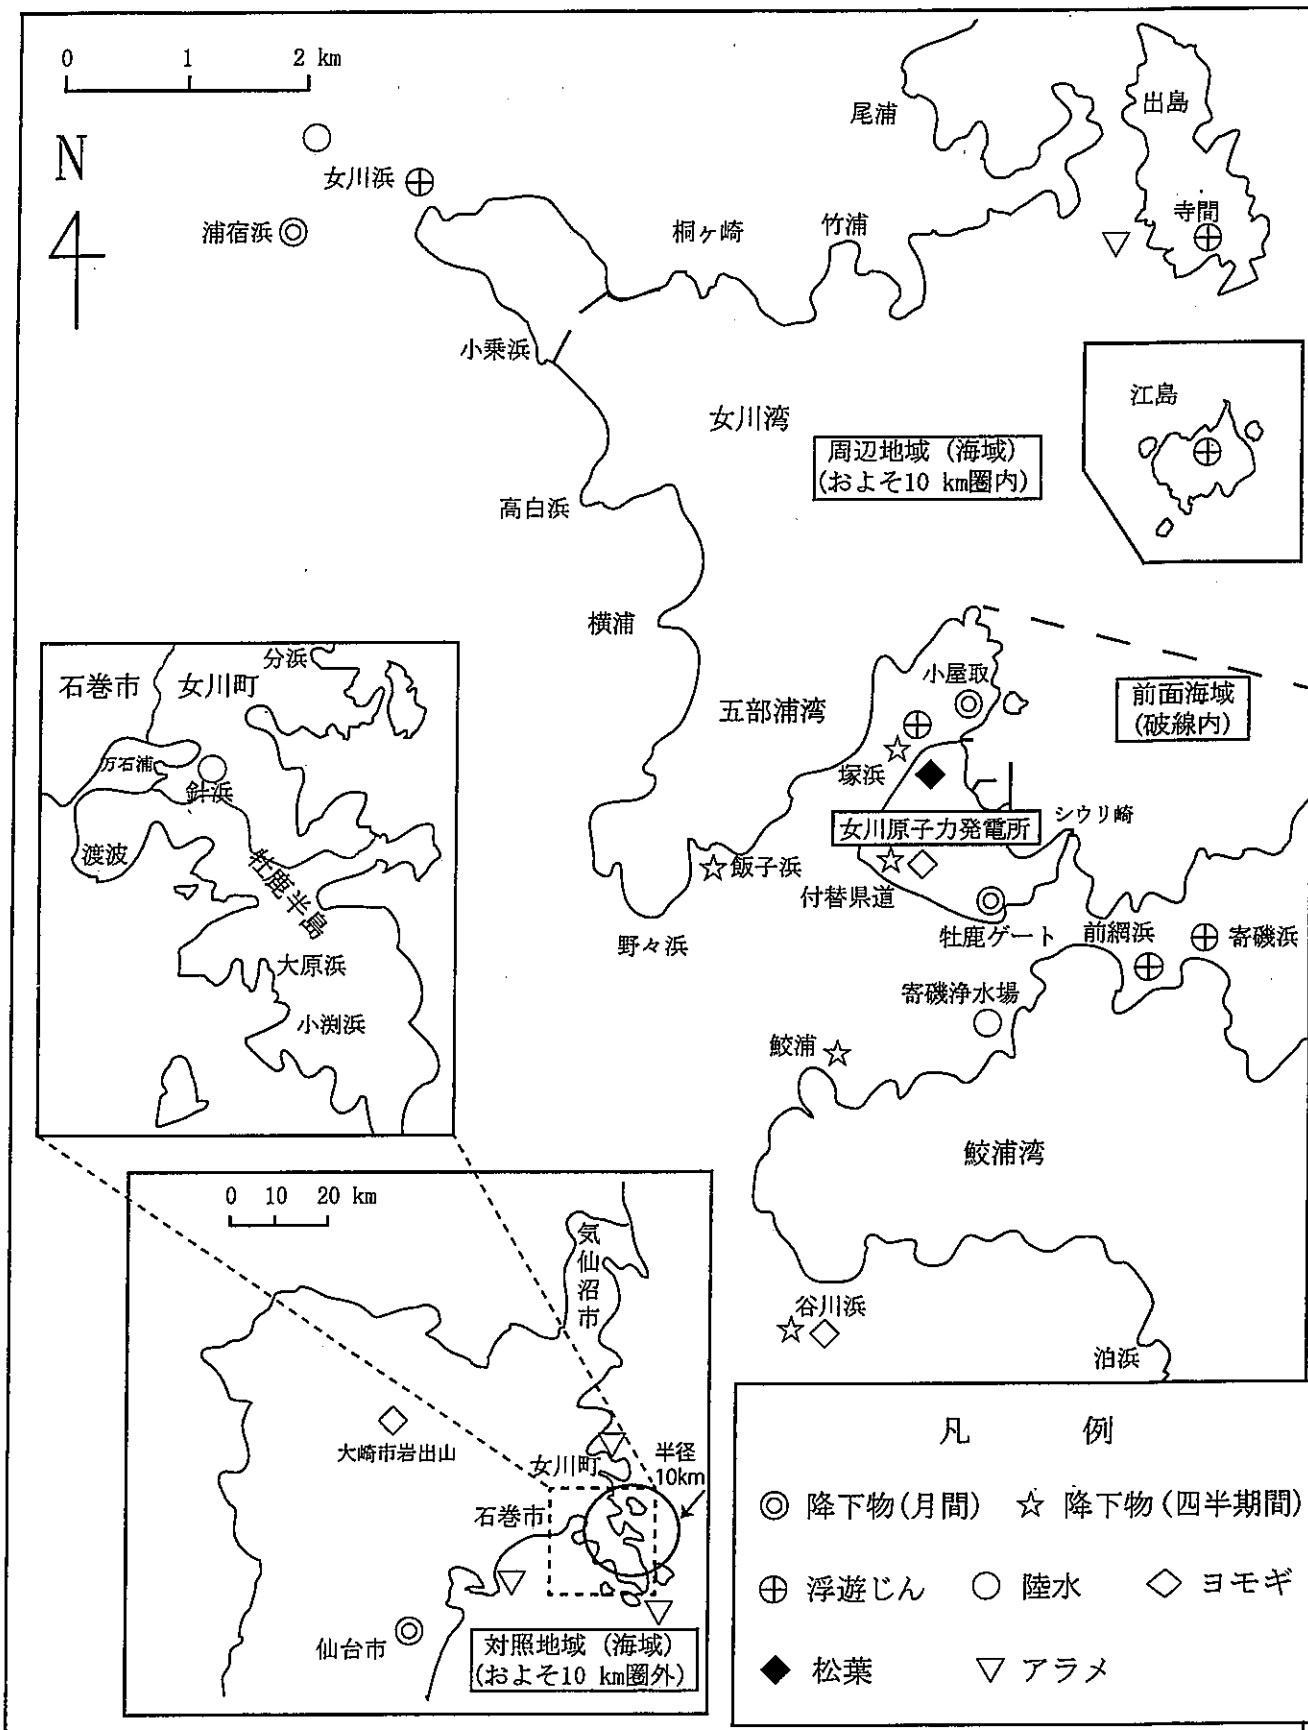 0 1 2 km
N
尾浦
出島
女川浜
浦宿浜
桐ヶ崎
竹浦
寺間
小乗浜
女川湾
江島
周辺地域 (海域)
(およそ10 km圏内)
高白浜
横浦
分浜
石巻市
女川町
小屋取
前面海域
(破線内)
五部浦湾
万石浦
針浜
塚浜
シウリ崎
女川原子力発電所
渡波
牡鹿半島
飯子浜
付替県道
野々浜
牡鹿ゲート
前網浜
寄磯浜
大原浜
寄磯浄水場
小渕浜
鮫浦
鮫浦湾
0 10 20 km
気仙沼市
谷川浜
泊浜
大崎市岩出山
女川町
半径
10km
石巻市
仙台市
対照地域 (海域)
(およそ10 km圏外)
凡 例
降下物(月間) 降下物(四半期間)
浮遊じん 陸水 ヨモギ
松葉 アラメ